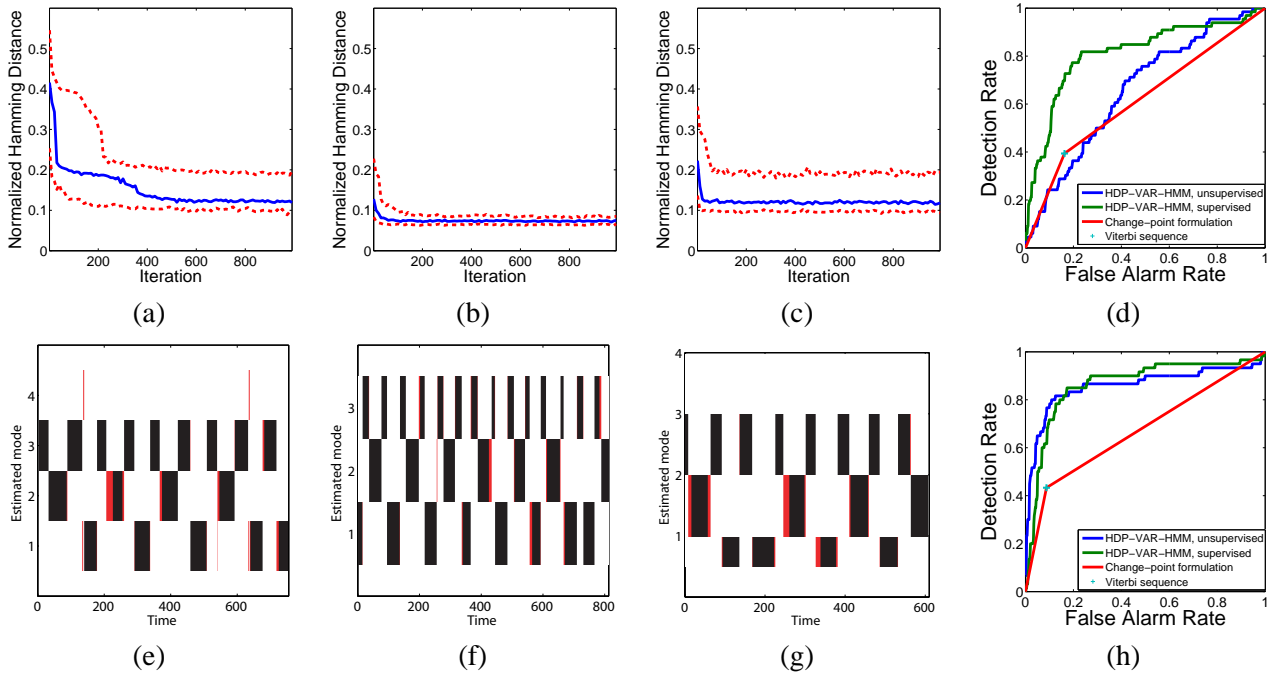 Normalized Hamming Distance
0.6
0.5
0.4
0.3
0.2
0.1
0
200 400 600 800
Iteration
(a)
Normalized Hamming Distance
0.6
0.5
0.4
0.3
0.2
0.1
0
200 400 600 800
Iteration
(b)
Normalized Hamming Distance
0.6
0.5
0.4
0.3
0.2
0.1
0
200 400 600 800
Iteration
(c)
Detection Rate
1
0.8
0.6
0.4
0.2
0
HDP-VAR-HMM, unsupervised
HDP-VAR-HMM, supervised
Change-point formulation
Viterbi sequence
0 0.2 0.4 0.6 0.8 1
False Alarm Rate
(d)
Estimated mode
4
3
2
1
0 200 400 600
Time
(e)
Estimated mode
3
2
1
0 200 400 600 800
Time
(f)
Estimated mode
4
3
2
1
0 200 400 600
Time
(g)
Detection Rate
1
0.8
0.6
0.4
0.2
0
HDP-VAR-HMM, unsupervised
HDP-VAR-HMM, supervised
Change-point formulation
Viterbi sequence
0 0.2 0.4 0.6 0.8 1
False Alarm Rate
(h)